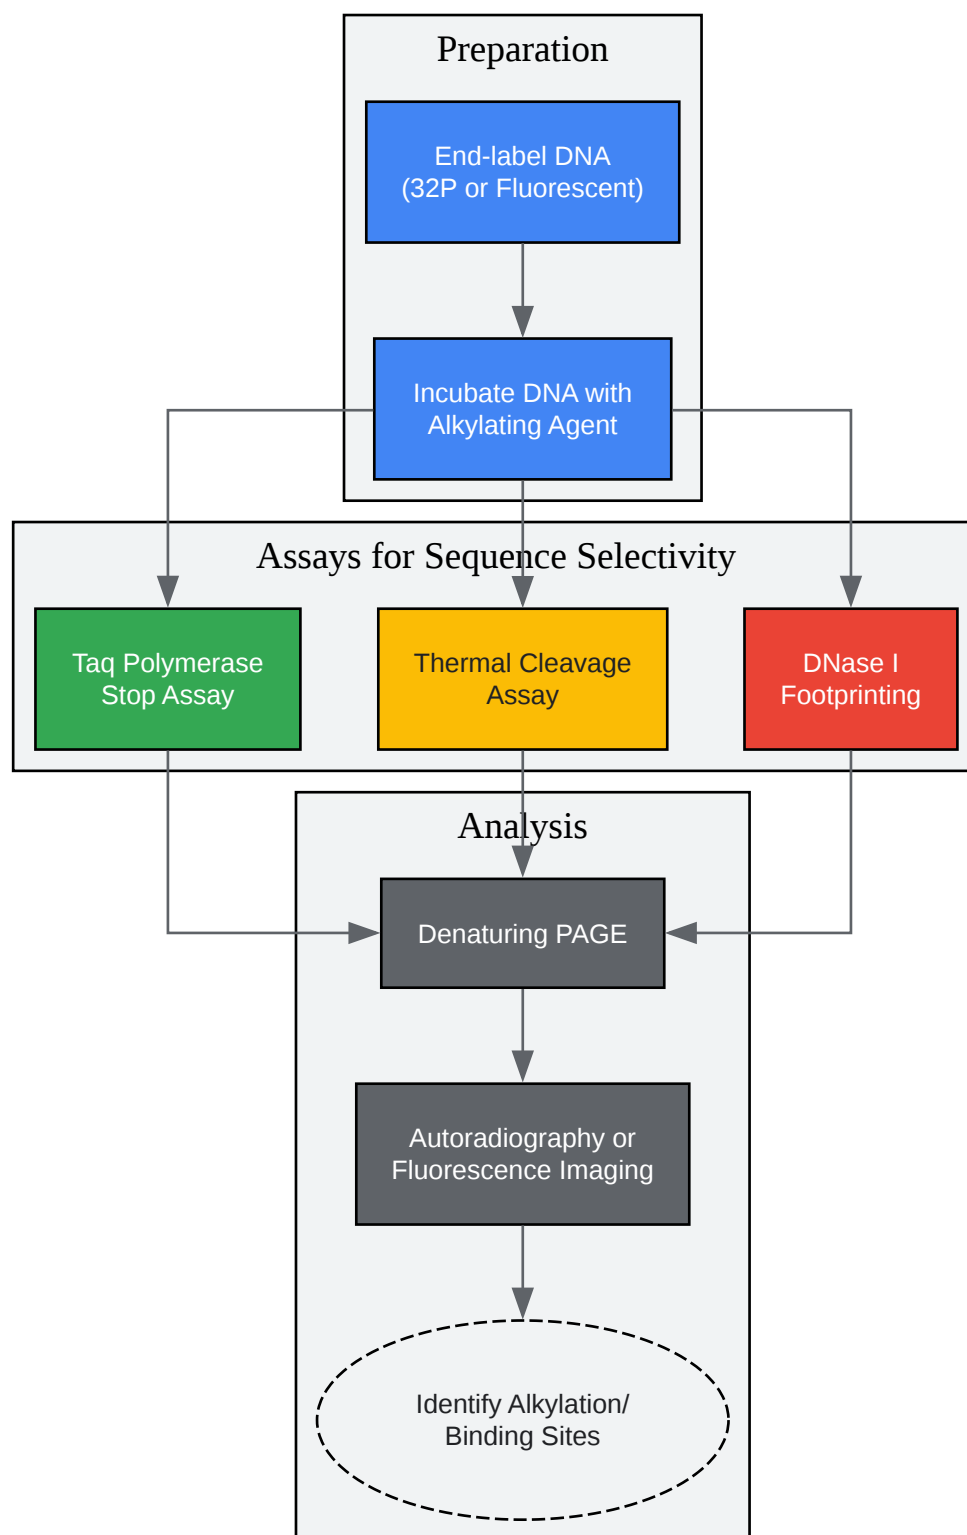 Preparation
End-label DNA
(32P or Fluorescent)
Incubate DNA with
Alkylating Agent
Assays for Sequence Selectivity
Taq Polymerase
Stop Assay
Thermal Cleavage
Assay
DNase I
Footprinting
Analysis
Denaturing PAGE
Autoradiography or
Fluorescence Imaging
Identify Alkylation/
Binding Sites